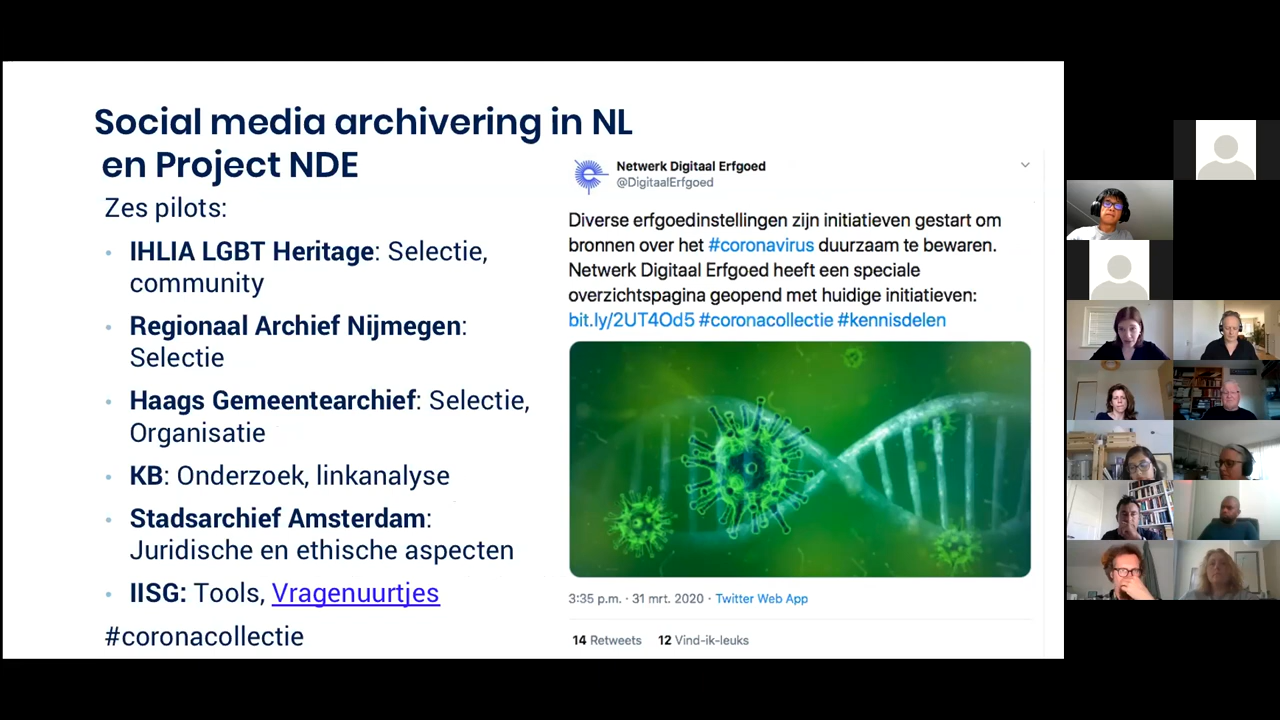 Social media archivering in NL
en Project NDE
Zes pilots:
• IHLIA LGBT Heritage: Selectie,
community
• Regionaal Archief Nijmegen:
Selectie
• Haags Gemeentearchief: Selectie,
Organisatie
• KB: Onderzoek, linkanalyse
• Stadsarchief Amsterdam:
Juridische en ethische aspecten
• IISG: Tools, Vragenuurtjes
#coronacollectie
Netwerk Digitaal Erfgoed
@DigitaalErfgoed
Diverse erfgoedinstellingen zijn initiatieven gestart om
bronnen over het #coronavirus duurzaam te bewaren.
Netwerk Digitaal Erfgoed heeft een speciale
overzichtspagina geopend met huidige initiatieven:
bit.ly/2UT4Od5 #coronacollectie #kennisdelen
3:35 p.m. · 31 mrt. 2020 · Twitter Web App
14 Retweets 12 Vind-ik-leuks